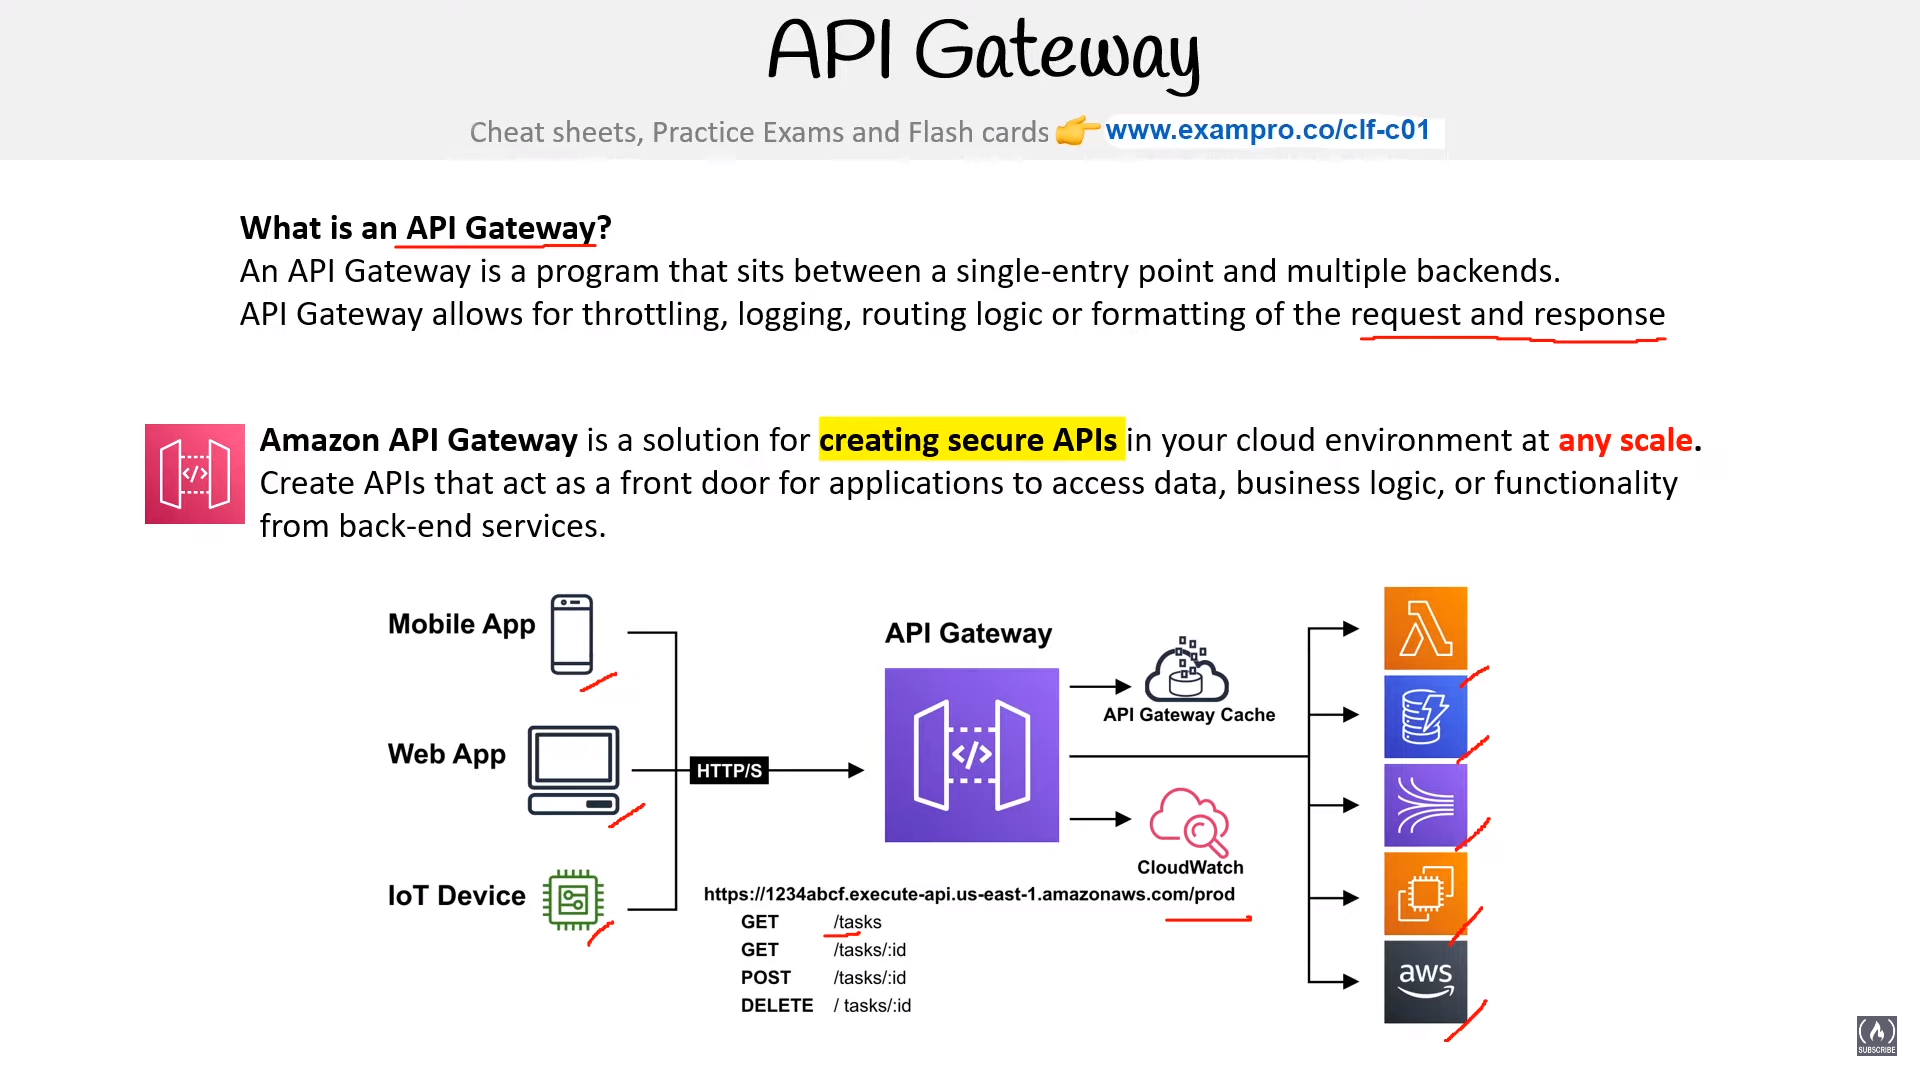 API Gateway
Cheat sheets, Practice Exams and Flash cards 👉 www.exampro.co/clf-c01
What is an API Gateway?
An API Gateway is a program that sits between a single-entry point and multiple backends.
API Gateway allows for throttling, logging, routing logic or formatting of the request and response
Amazon API Gateway is a solution for creating secure APIs in your cloud environment at any scale.
Create APIs that act as a front door for applications to access data, business logic, or functionality
from back-end services.
Mobile App
Web App
IoT Device
HTTP/S
API Gateway
</>
</>
API Gateway Cache
CloudWatch
https://1234abcf.execute-api.us-east-1.amazonaws.com/prod
GET /tasks
GET /tasks/:id
POST /tasks/:id
DELETE / tasks/:id
aws
SUBSCRIBE